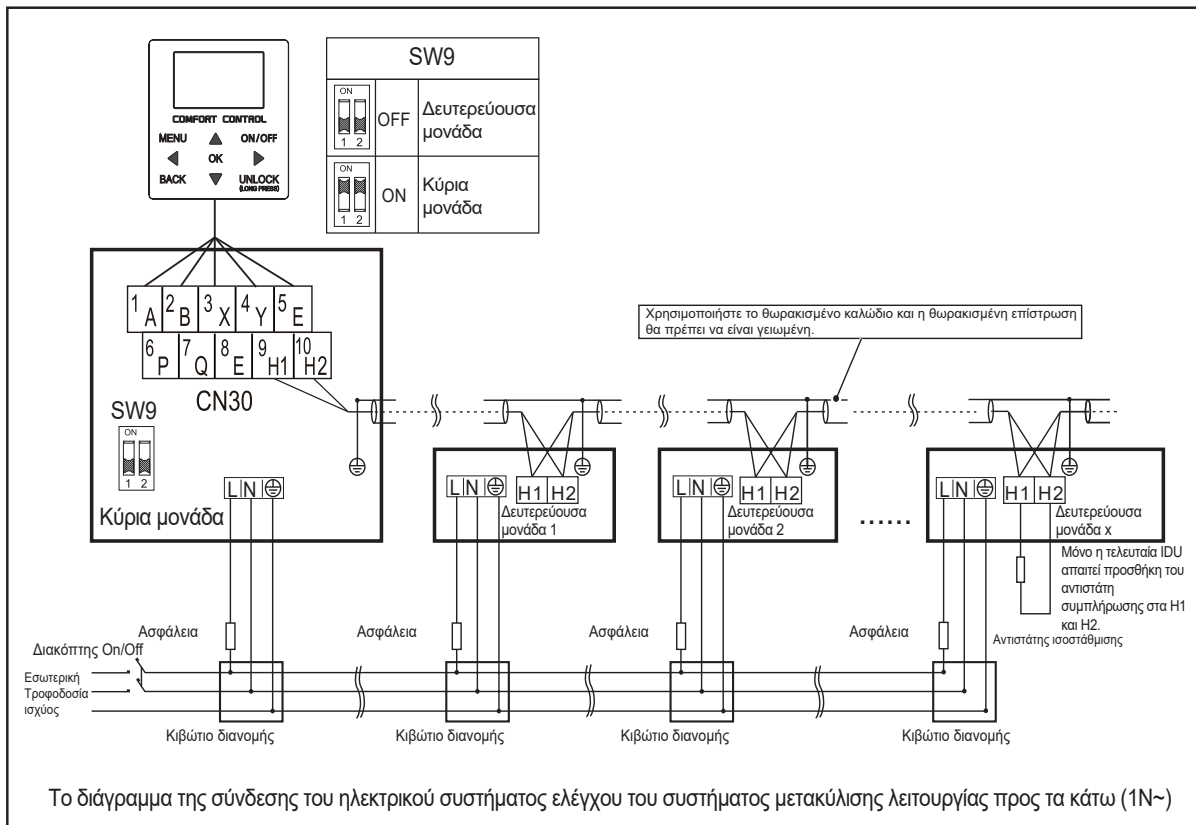 SW9
ON
1 2
OFF
Δευτερεύουσα
μονάδα
ON
1 2
ON
Κύρια
μονάδα
COMFORT CONTROL
MENU ON/OFF
OK
BACK UNLOCK
(LONG PRESS)
1 A 2 B 3 X 4 Y 5 E
6 P 7 Q 8 E 9 H1 10 H2
CN30
SW9
ON
1 2
L N
Κύρια μονάδα
Χρησιμοποιήστε το θωρακισμένο καλώδιο και η θωρακισμένη επίστρωση
θα πρέπει να είναι γειωμένη.
L N H1 H2
Δευτερεύουσα
μονάδα 1
L N H1 H2
Δευτερεύουσα
μονάδα 2
......
L N H1 H2
Δευτερεύουσα
μονάδα x
Μόνο η τελευταία IDU
απαιτεί προσθήκη του
αντιστάτη
συμπλήρωσης στα H1
και H2.
Αντιστάτης ισοστάθμισης
Ασφάλεια Ασφάλεια Ασφάλεια Ασφάλεια
Διακόπτης On/Off
Εσωτερική
Τροφοδοσία
ισχύος
Κιβώτιο διανομής Κιβώτιο διανομής Κιβώτιο διανομής Κιβώτιο διανομής
Το διάγραμμα της σύνδεσης του ηλεκτρικού συστήματος ελέγχου του συστήματος μετακύλισης λειτουργίας προς τα κάτω (1N~)